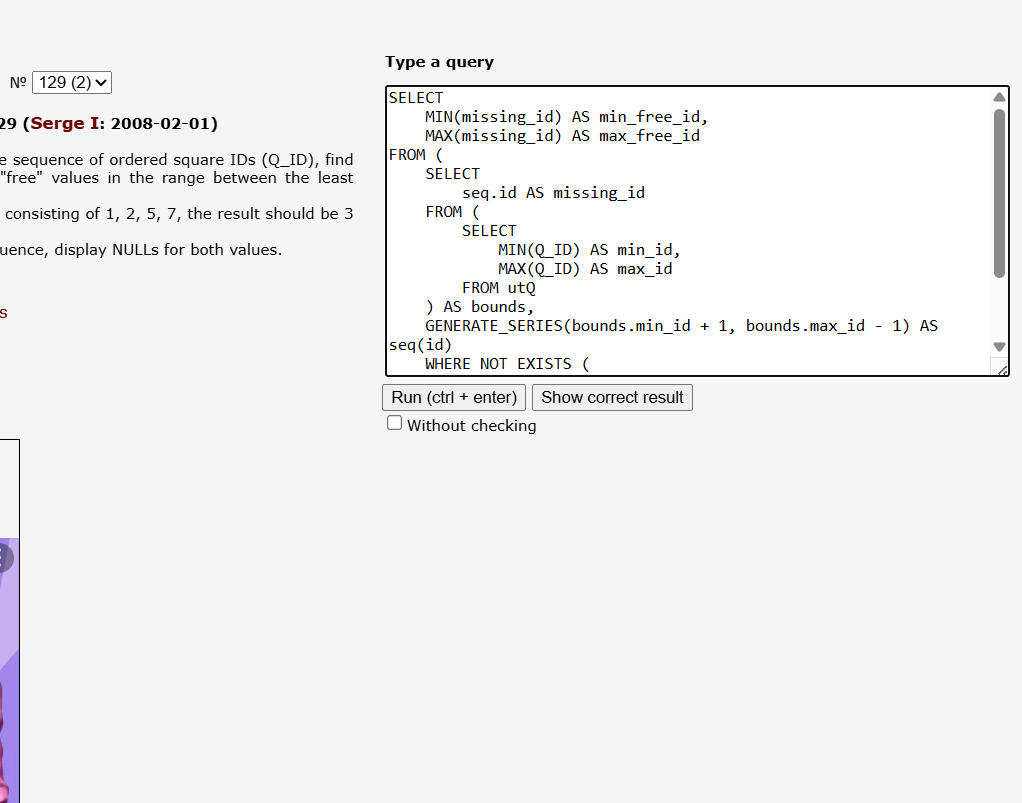 Nº 129 (2)
29 (Serge I: 2008-02-01)
e sequence of ordered square IDs (Q_ID), find
"free" values in the range between the least
consisting of 1, 2, 5, 7, the result should be 3
uence, display NULLs for both values.
s
Type a query
SELECT
    MIN(missing_id) AS min_free_id,
    MAX(missing_id) AS max_free_id
FROM (
    SELECT
        seq.id AS missing_id
    FROM (
        SELECT
            MIN(Q_ID) AS min_id,
            MAX(Q_ID) AS max_id
        FROM utQ
    ) AS bounds,
    GENERATE_SERIES(bounds.min_id + 1, bounds.max_id - 1) AS
seq(id)
    WHERE NOT EXISTS (
Run (ctrl + enter) Show correct result
Without checking